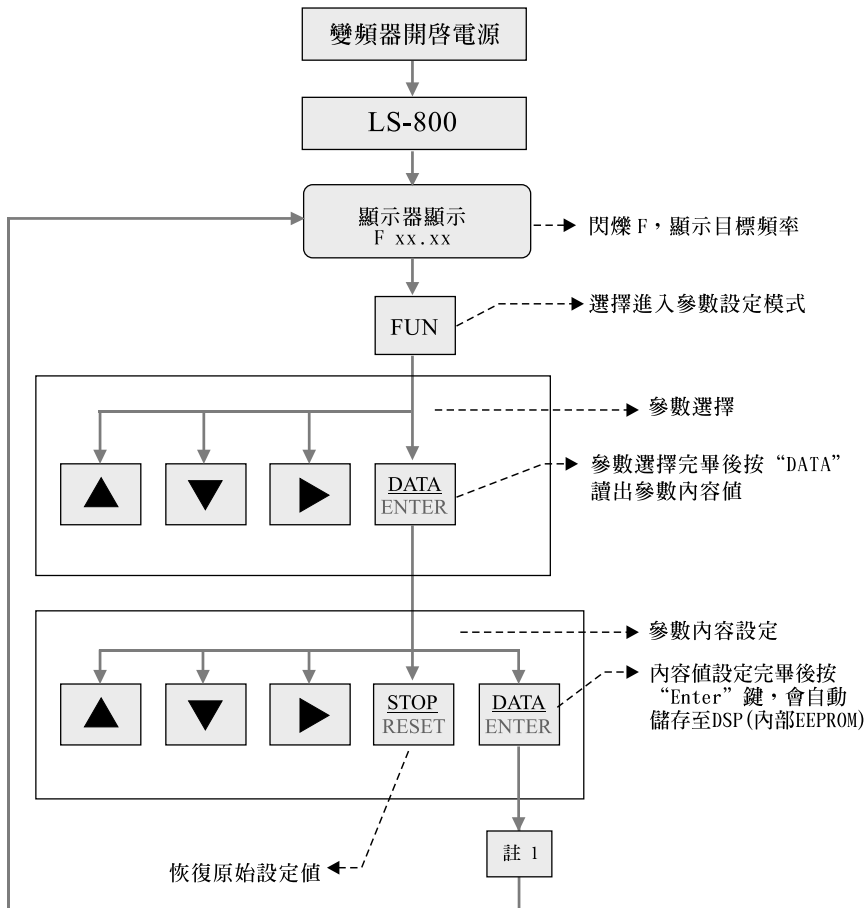 變頻器開啓電源
LS-800
顯示器顯示
F xx.xx
閃爍 F，顯示目標頻率
FUN
選擇進入參數設定模式
參數選擇
DATA
ENTER
參數選擇完畢後按 “DATA”
讀出參數內容值
參數內容設定
STOP
RESET
DATA
ENTER
內容值設定完畢後按
“Enter” 鍵，會自動
儲存至DSP(內部EEPROM)
恢復原始設定值
註 1